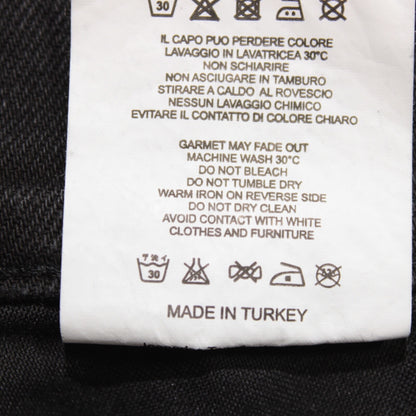 30
IL CAPO PUO PERDERE COLORE
LAVAGGIO IN LAVATRICEA 30°C
NON SCHIARIRE
NON ASCIUGARE IN TAMBURO
STIRARE A CALDO AL ROVESCIO
NESSUN LAVAGGIO CHIMICO
EVITARE IL CONTATTO DI COLORE CHIARO
GARMET MAY FADE OUT
MACHINE WASH 30°C
DO NOT BLEACH
DO NOT TUMBLE DRY
WARM IRON ON REVERSE SIDE
DO NOT DRY CLEAN
AVOID CONTACT WITH WHITE
CLOTHES AND FURNITURE
30
MADE IN TURKEY